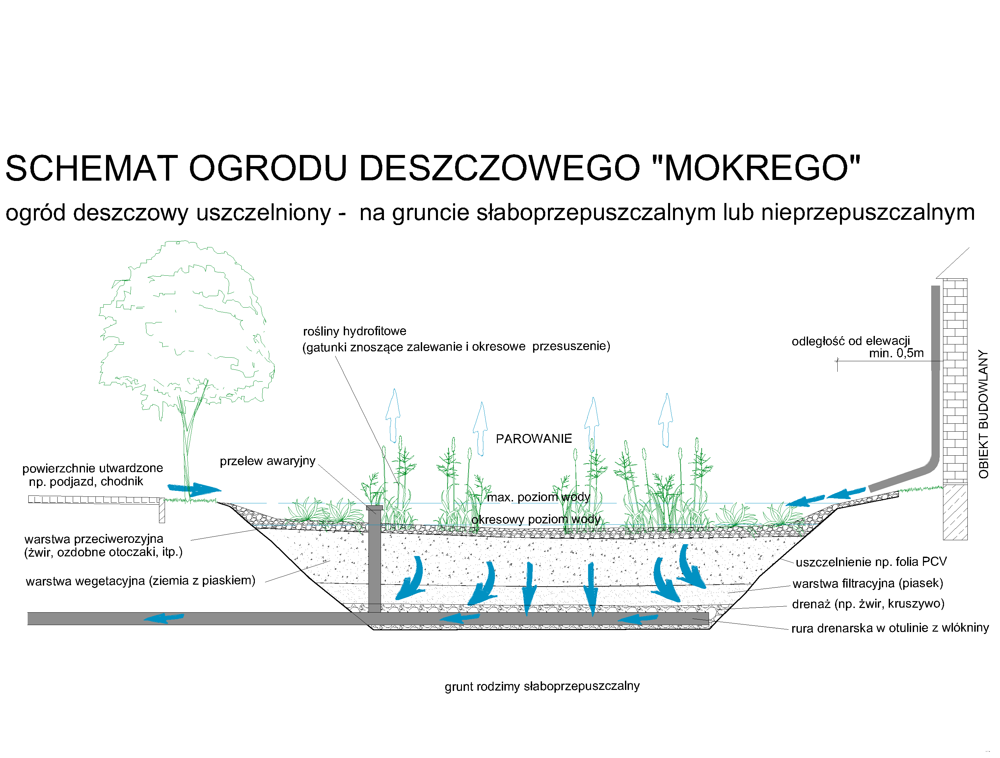 SCHEMAT OGRODU DESZCZOWEGO "MOKREGO"
ogród deszczowy uszczelniony - na gruncie słaboprzepuszczalnym lub nieprzepuszczalnym
rośliny hydrofitowe
(gatunki znoszące zalewanie i okresowe przesuszenie)
odległość od elewacji
min. 0,5m
OBIEKT BUDOWLANY
PAROWANIE
przelew awaryjny
powierzchnie utwardzone
np. podjazd, chodnik
max. poziom wody
okresowy poziom wody
warstwa przeciwerozyjna
(żwir, ozdobne otoczaki, itp.)
warstwa wegetacyjna (ziemia z piaskiem)
uszczelnienie np. folia PCV
warstwa filtracyjna (piasek)
drenaż (np. żwir, kruszywo)
rura drenarska w otulinie z wlókniny
grunt rodzimy słaboprzepuszczalny